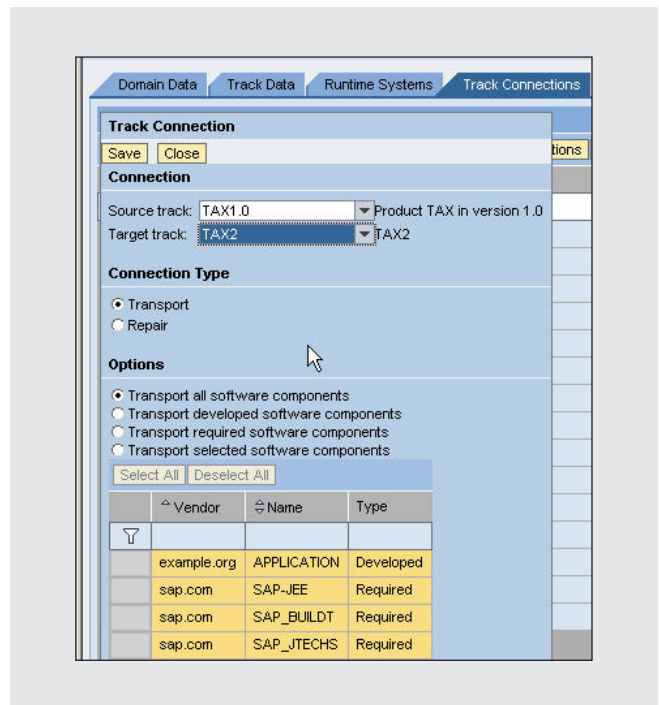 Domain Data Track Data Runtime Systems Track Connections
Track Connection
Save Close tions
Connection
Source track: TAX1.0 Product TAX in version 1.0
Target track: TAX2 TAX2
Connection Type
Transport
Repair
Options
Transport all software components
Transport developed software components
Transport required software components
Transport selected software components
Select All Deselect All
Vendor Name Type
example.org APPLICATION Developed
sap.com SAP-JEE Required
sap.com SAP_BUILDT Required
sap.com SAP_JTECHS Required